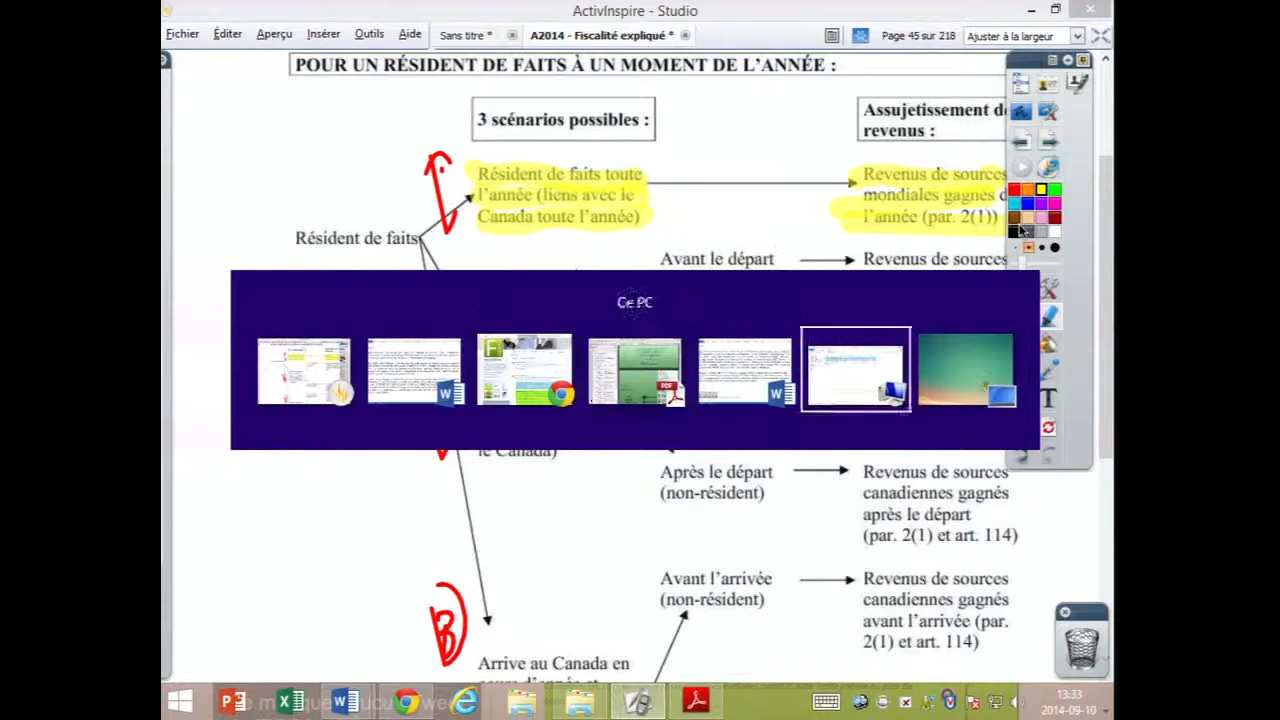 ActivInspire - Studio
Fichier Éditer Aperçu Insérer Outils Aide
Sans titre *
A2014 - Fiscalité expliqué *
Page 45 sur 218
Ajuster à la largeur
POUR UN RÉSIDENT DE FAITS À UN MOMENT DE L'ANNÉE :
3 scénarios possibles :
Assujetissement de
revenus :
Résident de faits toute
l'année (liens avec le
Canada toute l'année)
Revenus de sources
mondiales gagnés d
l'année (par. 2(1))
Résident de faits
Avant le départ
Revenus de sources
Ce PC
le Canada)
Après le départ
(non-résident)
Revenus de sources
canadiennes gagnés
après le départ
(par. 2(1) et art. 114)
Avant l'arrivée
(non-résident)
Revenus de sources
canadiennes gagnés
avant l'arrivée (par.
2(1) et art. 114)
Arrive au Canada en
13:33
2014-09-10